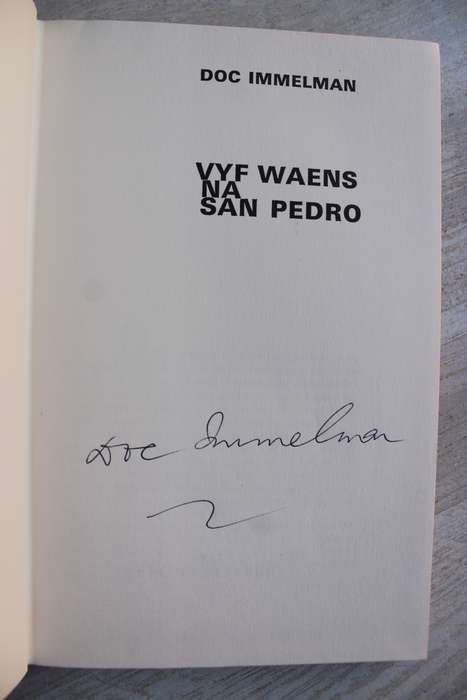 DOC IMMELMAN
VYF WAENS
NA
SAN PEDRO
Doc Immelman